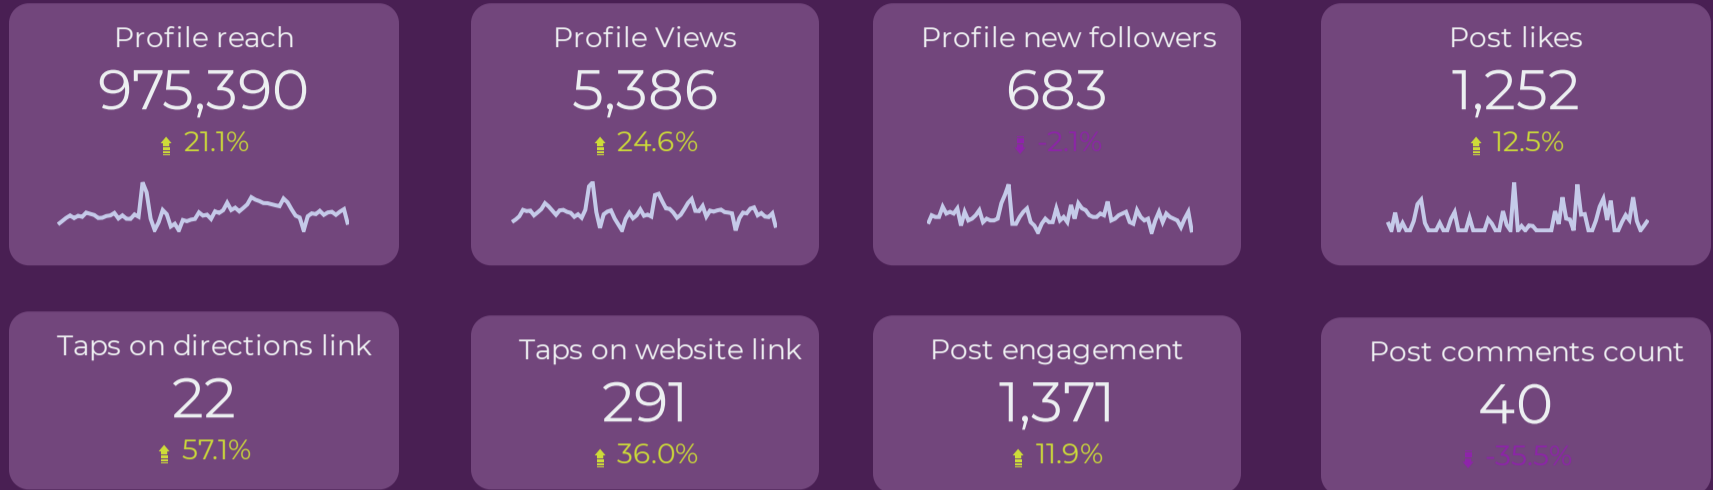 Profile reach
975,390
21.1%
Profile Views
5,386
24.6%
Profile new followers
683
-2.1%
Post likes
1,252
12.5%
Taps on directions link
22
57.1%
Taps on website link
291
36.0%
Post engagement
1,371
11.9%
Post comments count
40
-35.5%